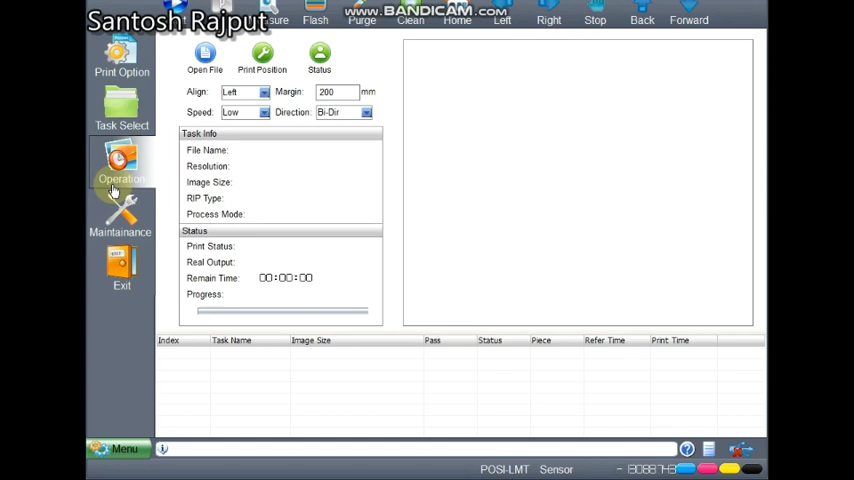 www.BANDICAM.com
Santosh Rajput
Flash
Purge
Clean
Home
Left
Right
Stop
Back
Forward
Print Option
Task Select
Operation
Maintainance
Exit
Open File
Print Position
Status
Align: Left Margin: 200 mm
Speed: Low Direction: Bi-Dir
Task Info
File Name:
Resolution:
Image Size:
RIP Type:
Process Mode:
Status
Print Status:
Real Output:
Remain Time: 00:00:00
Progress:
Index Task Name Image Size Pass Status Piece Refer Time Print Time
Menu
POSI-LMT Sensor